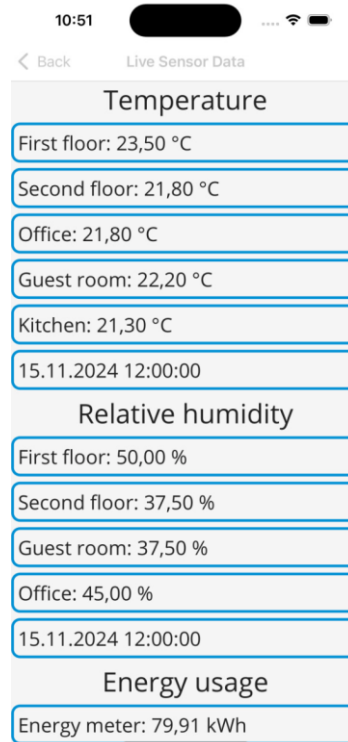 10:51
Back Live Sensor Data
Temperature
First floor: 23,50 °C
Second floor: 21,80 °C
Office: 21,80 °C
Guest room: 22,20 °C
Kitchen: 21,30 °C
15.11.2024 12:00:00
Relative humidity
First floor: 50,00 %
Second floor: 37,50 %
Guest room: 37,50 %
Office: 45,00 %
15.11.2024 12:00:00
Energy usage
Energy meter: 79,91 kWh